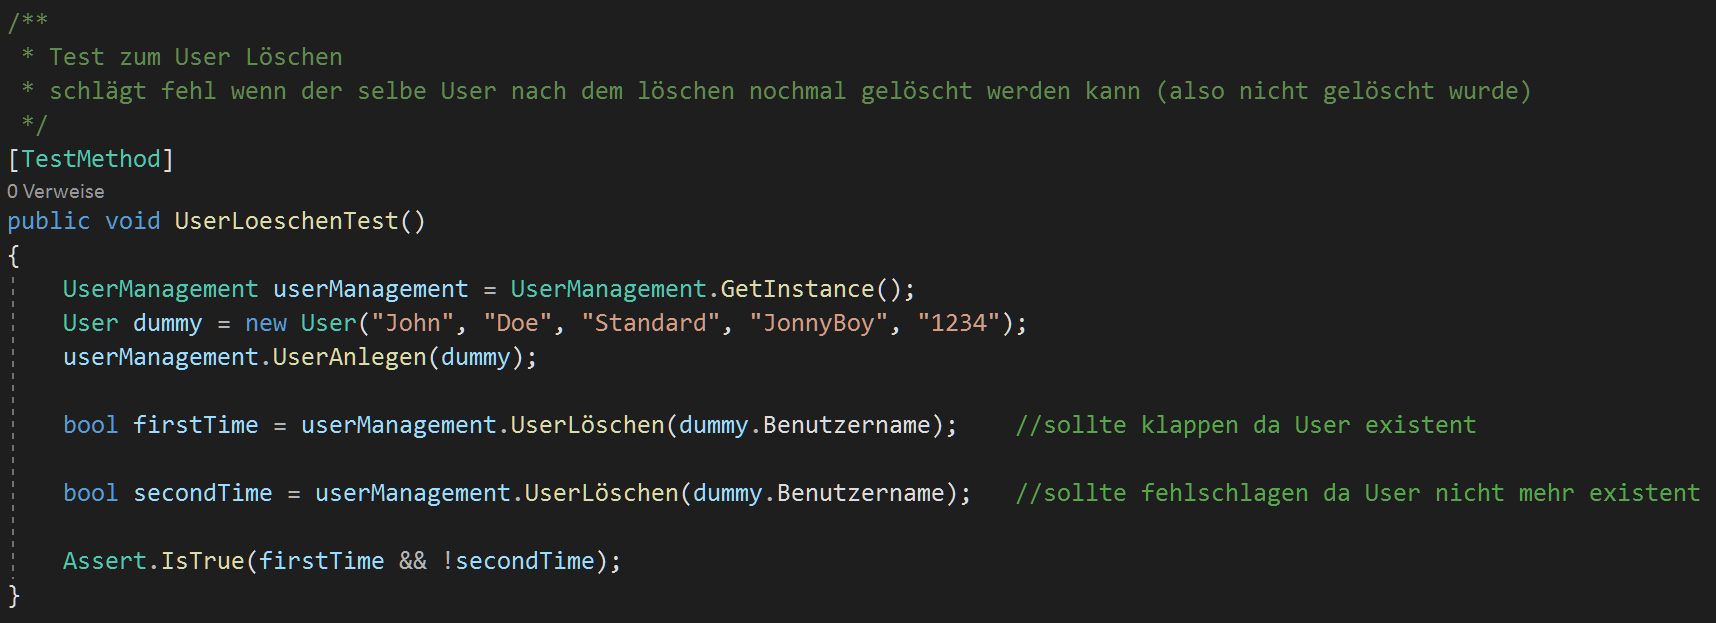 /**
 * Test zum User Löschen
 * schlägt fehl wenn der selbe User nach dem löschen nochmal gelöscht werden kann (also nicht gelöscht wurde)
 */
[TestMethod]
0 Verweise
public void UserLoeschenTest()
{
    UserManagement userManagement = UserManagement.GetInstance();
    User dummy = new User("John", "Doe", "Standard", "JonnyBoy", "1234");
    userManagement.UserAnlegen(dummy);
    bool firstTime = userManagement.UserLöschen(dummy.Benutzername);    //sollte klappen da User existent
    bool secondTime = userManagement.UserLöschen(dummy.Benutzername);   //sollte fehlschlagen da User nicht mehr existent
    Assert.IsTrue(firstTime && !secondTime);
}